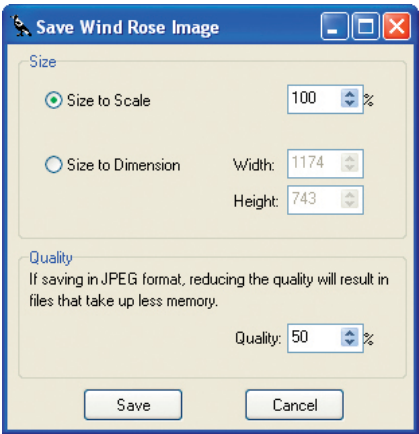 Save Wind Rose Image
Size
Size to Scale 100 %
Size to Dimension Width: 1174
Height: 743
Quality
If saving in JPEG format, reducing the quality will result in
files that take up less memory.
Quality: 50 %
Save Cancel